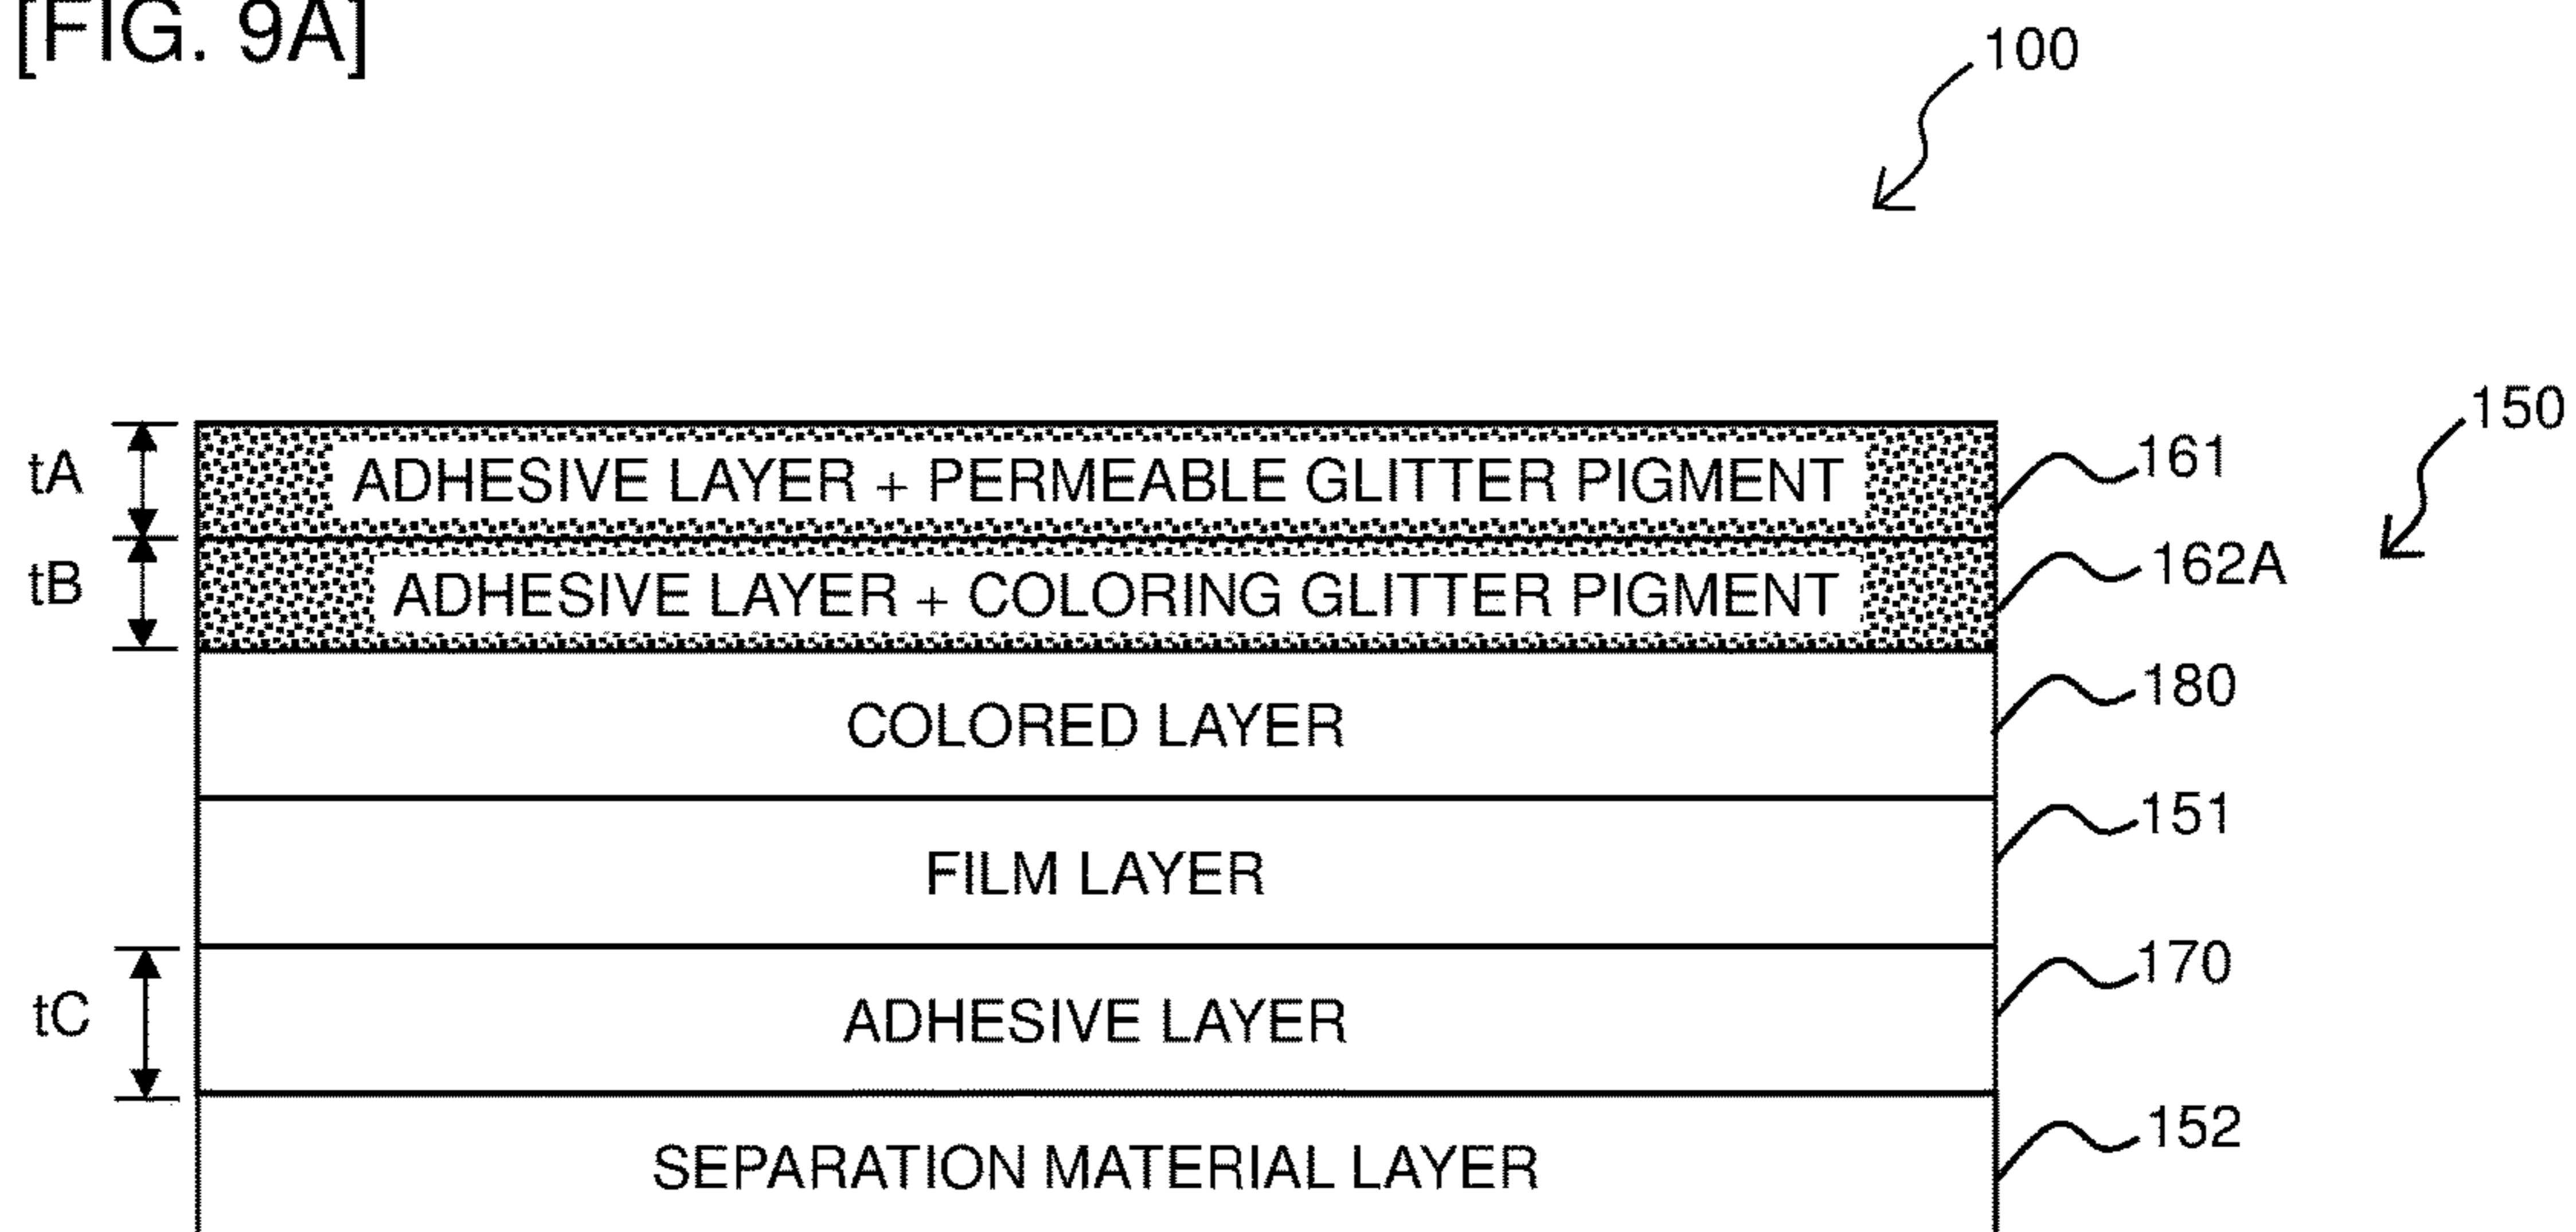 [FIG. 9A]
100
150
tA
ADHESIVE LAYER + PERMEABLE GLITTER PIGMENT
161
tB
ADHESIVE LAYER + COLORING GLITTER PIGMENT
162A
COLORED LAYER
180
FILM LAYER
151
tC
ADHESIVE LAYER
170
SEPARATION MATERIAL LAYER
152